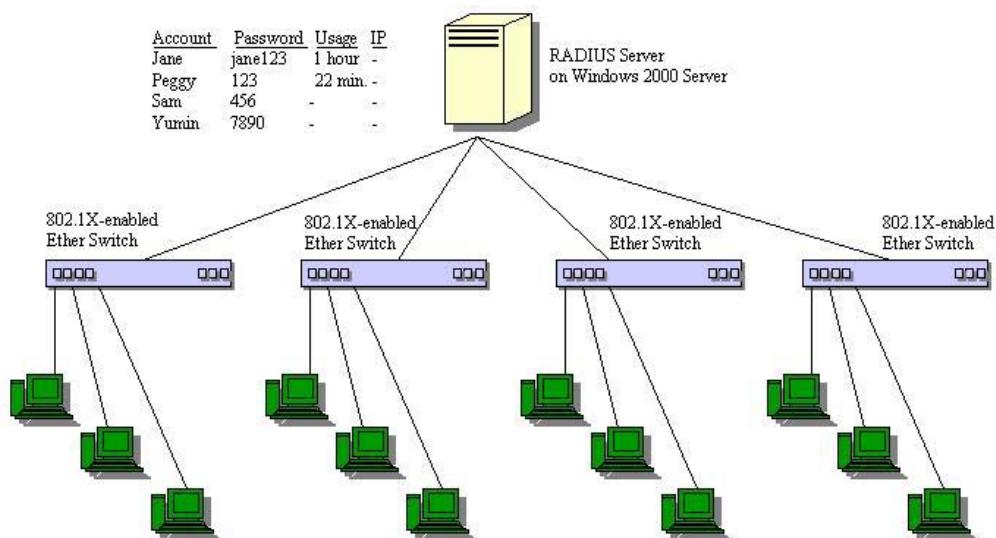 Account Password Usage IP
Jane jane123 1 hour -
Peggy 123 22 min. -
Sam 456 - -
Yumin 7890 - -
RADIUS Server
on Windows 2000 Server
802.1X-enabled
Ether Switch
802.1X-enabled
Ether Switch
802.1X-enabled
Ether Switch
802.1X-enabled
Ether Switch